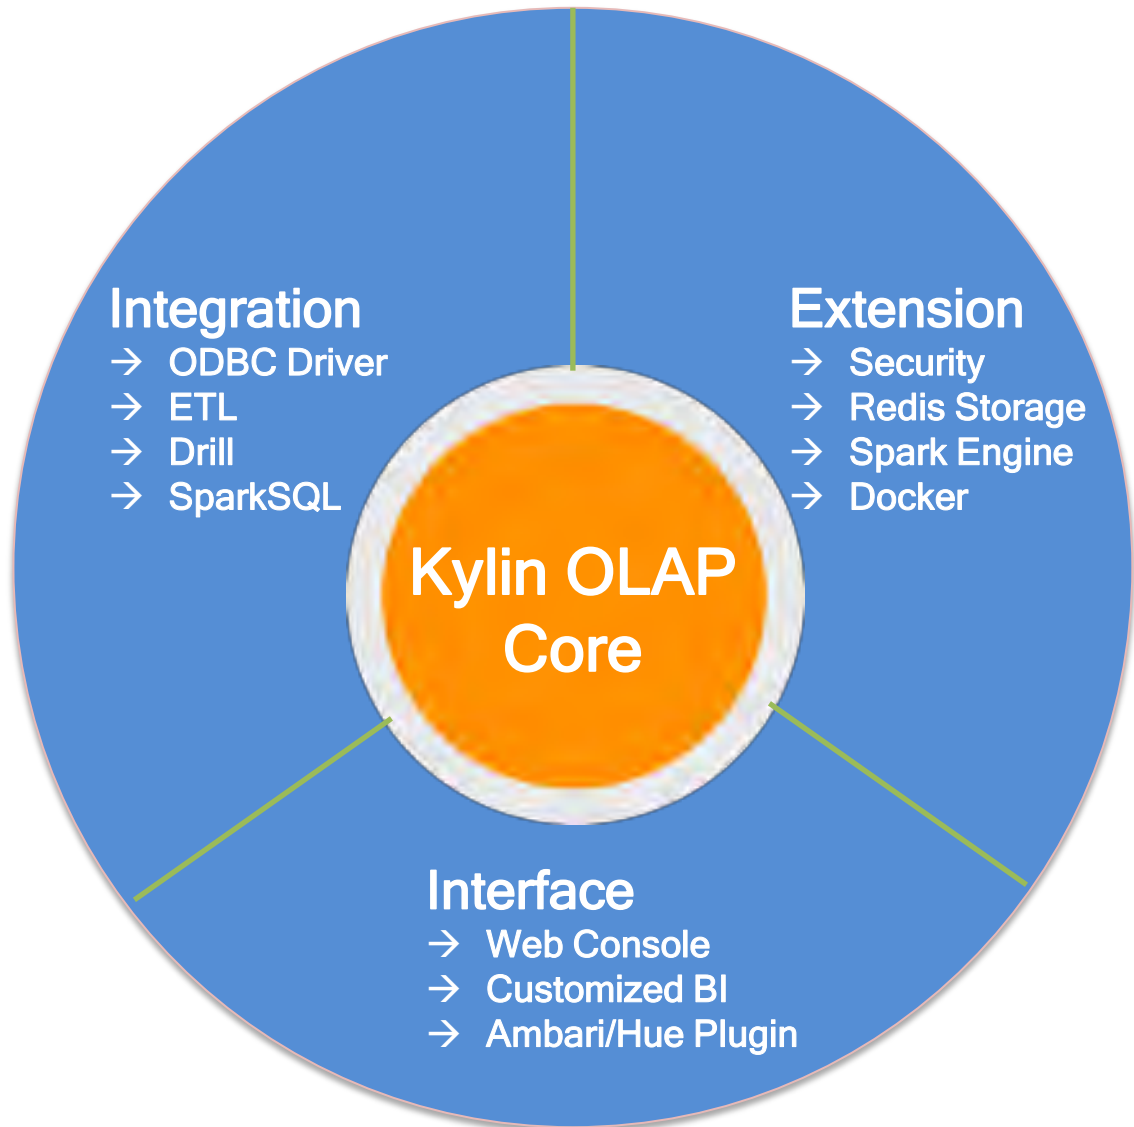 Integration
→ ODBC Driver
→ ETL
→ Drill
→ SparkSQL
Extension
→ Security
→ Redis Storage
→ Spark Engine
→ Docker
Kylin OLAP
Core
Interface
→ Web Console
→ Customized BI
→ Ambari/Hue Plugin